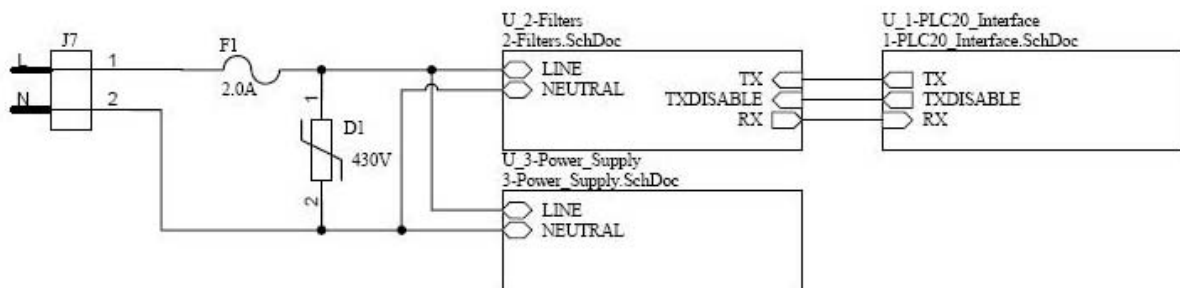 L
N
J7
1
2
F1
2.0A
1
D1
430V
2
U_2-Filters
2-Filters.SchDoc
LINE
NEUTRAL
TX
TXDISABLE
RX
U_1-PLC20_Interface
1-PLC20_Interface.SchDoc
TX
TXDISABLE
RX
U_3-Power_Supply
3-Power_Supply.SchDoc
LINE
NEUTRAL